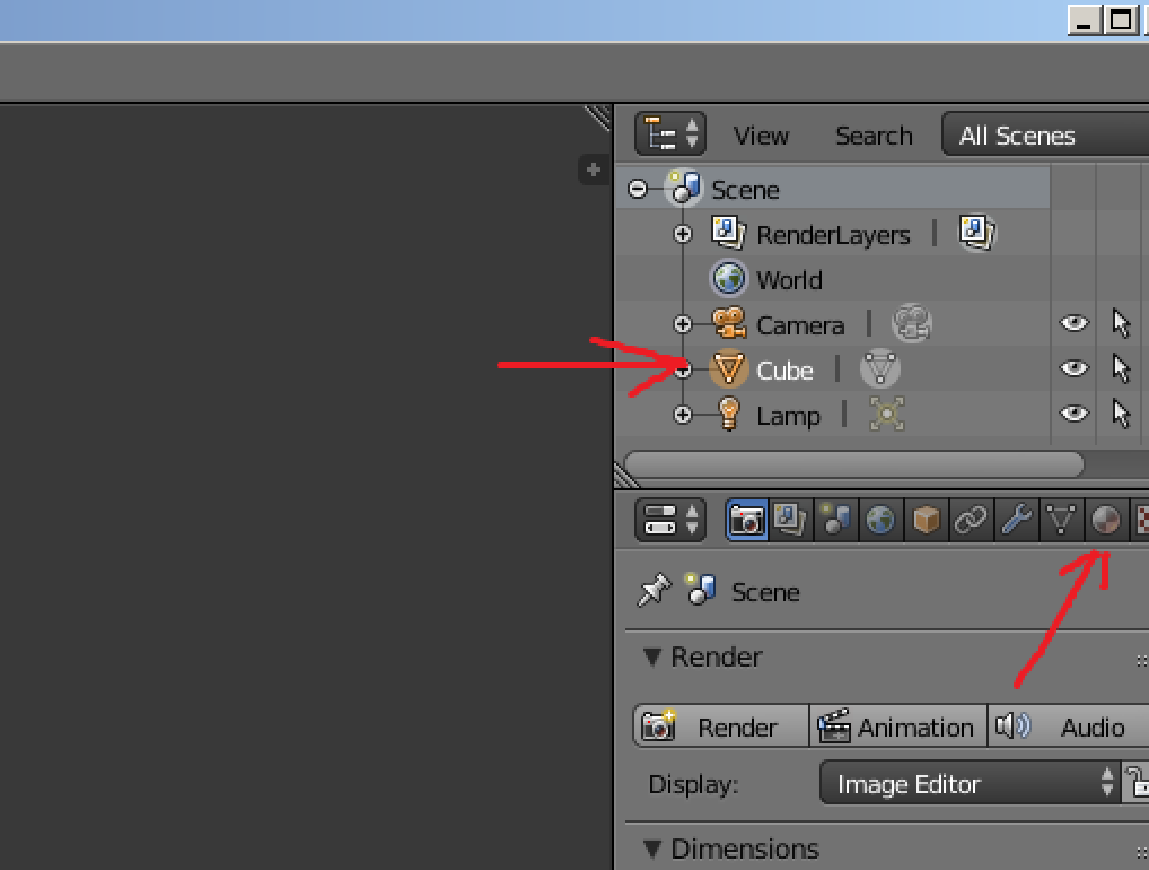 View Search All Scenes
Scene
RenderLayers
World
Camera
Cube
Lamp
Scene
Render
Render Animation Audio
Display: Image Editor
Dimensions